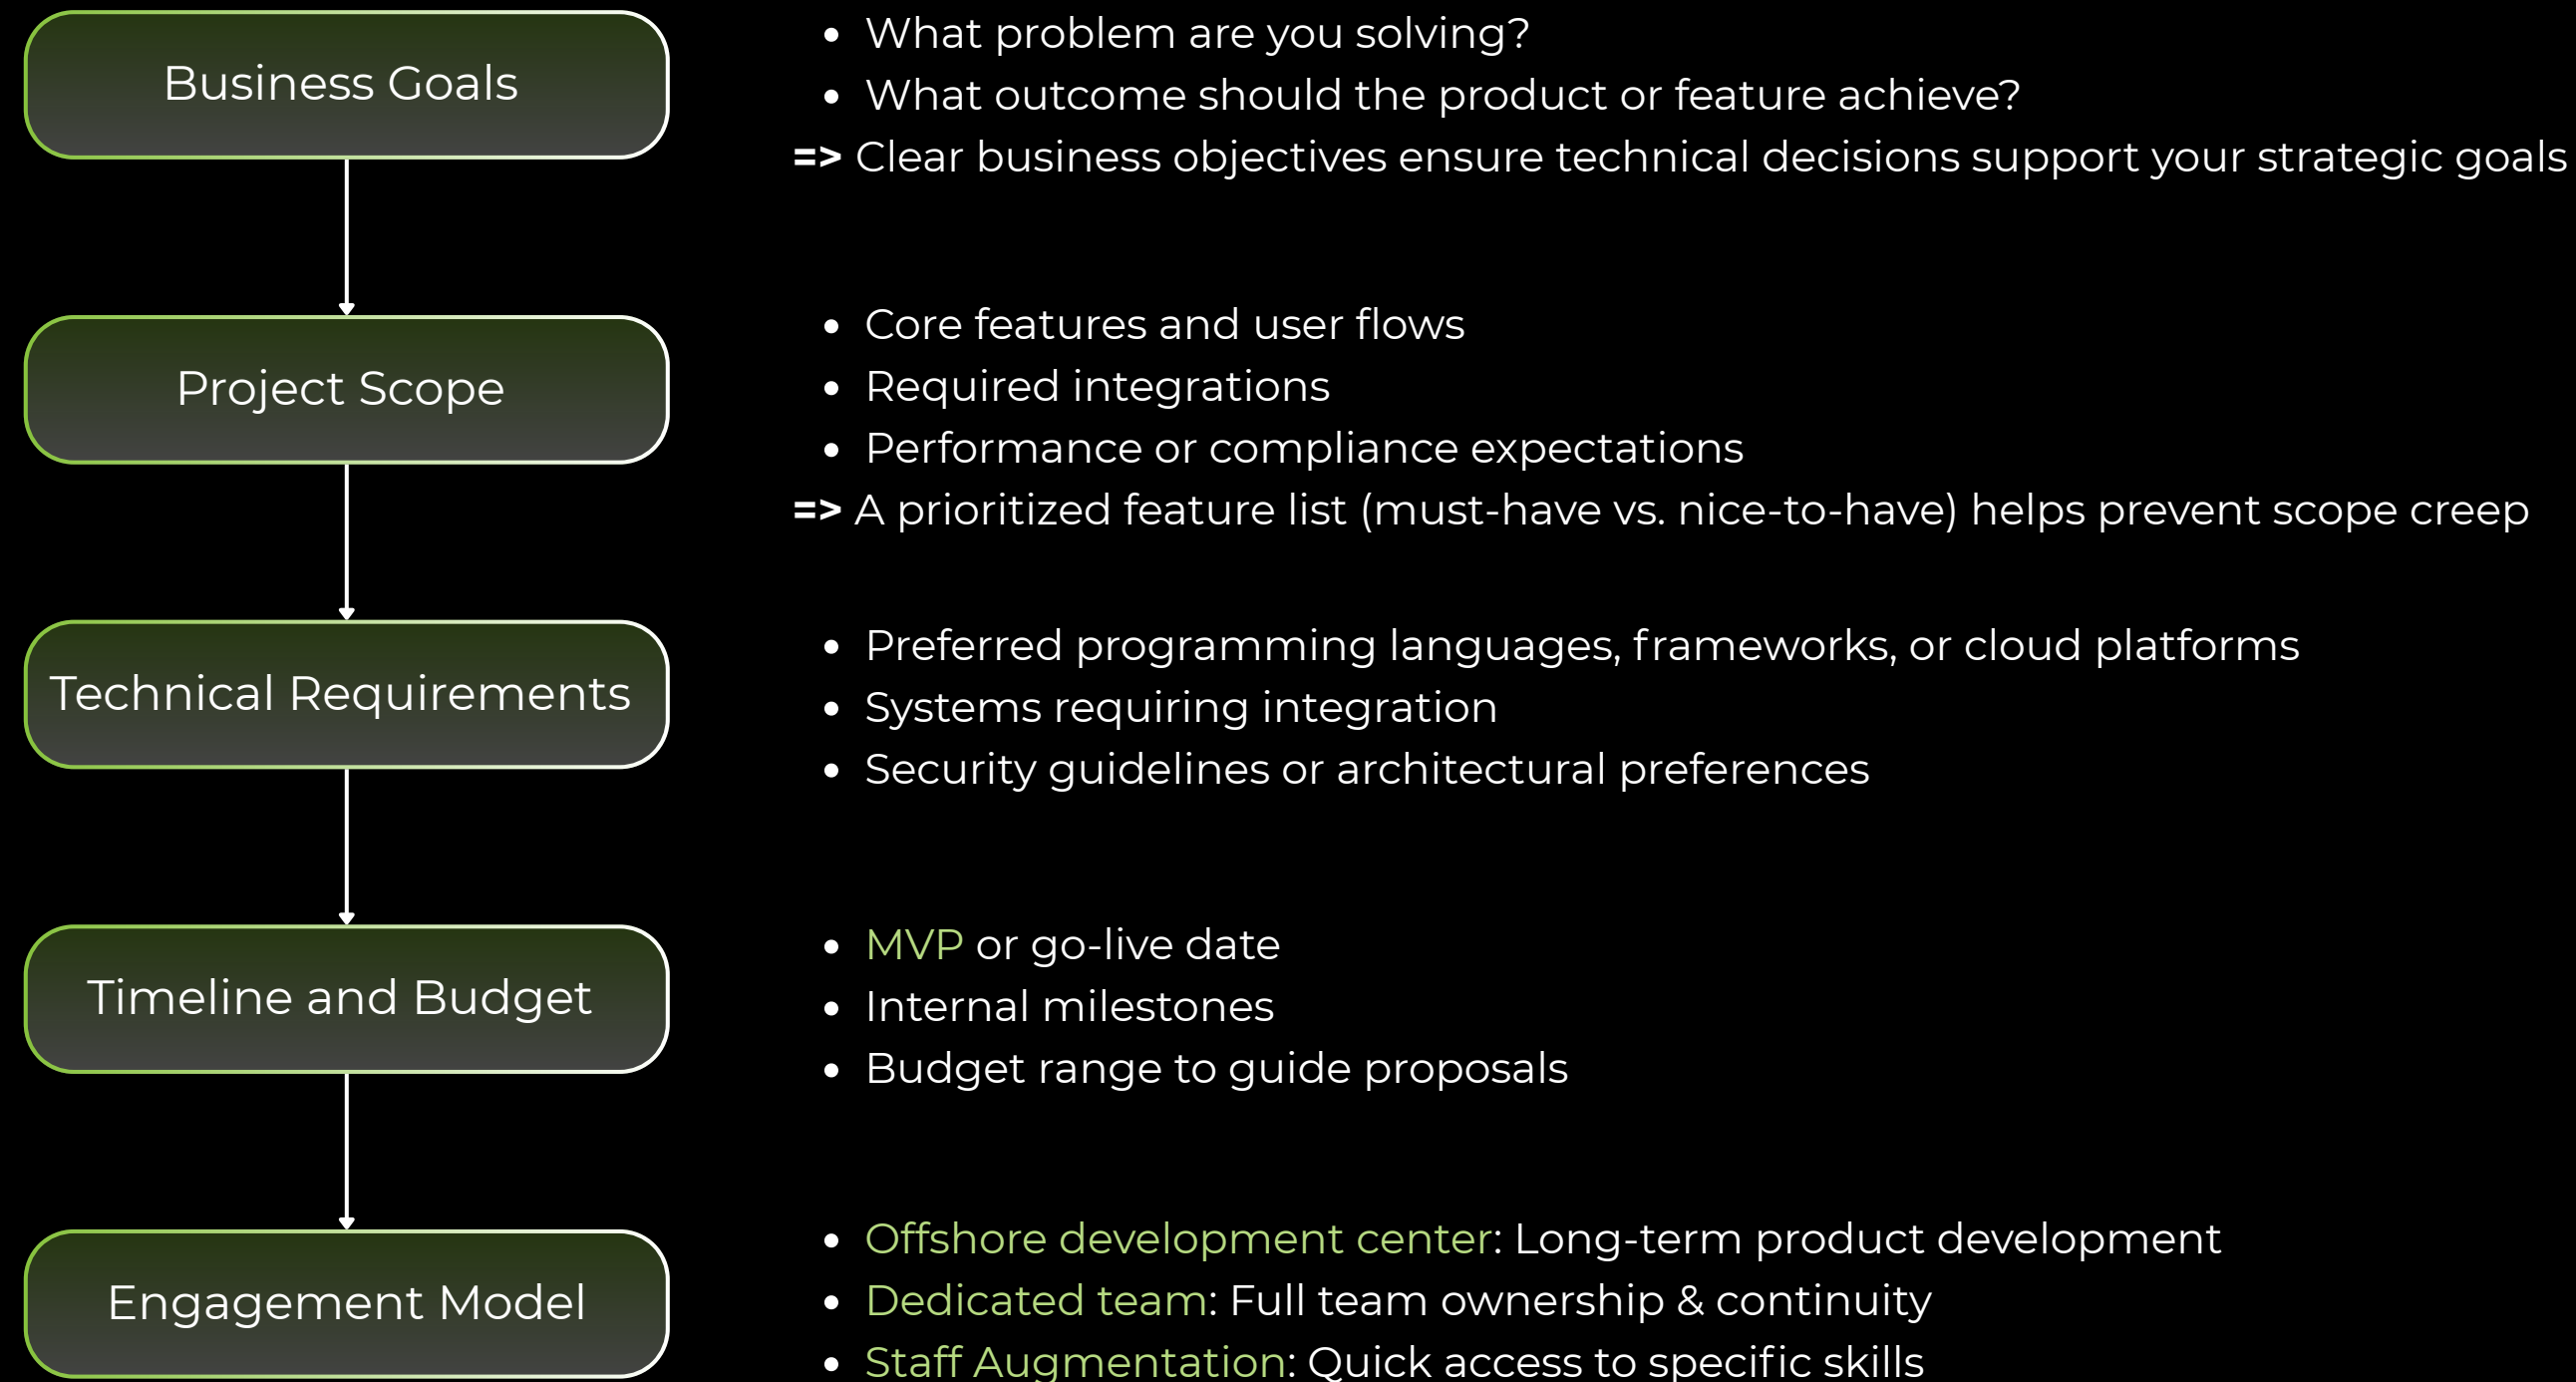 Business Goals
• What problem are you solving?
• What outcome should the product or feature achieve?
=> Clear business objectives ensure technical decisions support your strategic goals
Project Scope
• Core features and user flows
• Required integrations
• Performance or compliance expectations
=> A prioritized feature list (must-have vs. nice-to-have) helps prevent scope creep
Technical Requirements
• Preferred programming languages, frameworks, or cloud platforms
• Systems requiring integration
• Security guidelines or architectural preferences
Timeline and Budget
• MVP or go-live date
• Internal milestones
• Budget range to guide proposals
Engagement Model
• Offshore development center: Long-term product development
• Dedicated team: Full team ownership & continuity
• Staff Augmentation: Quick access to specific skills